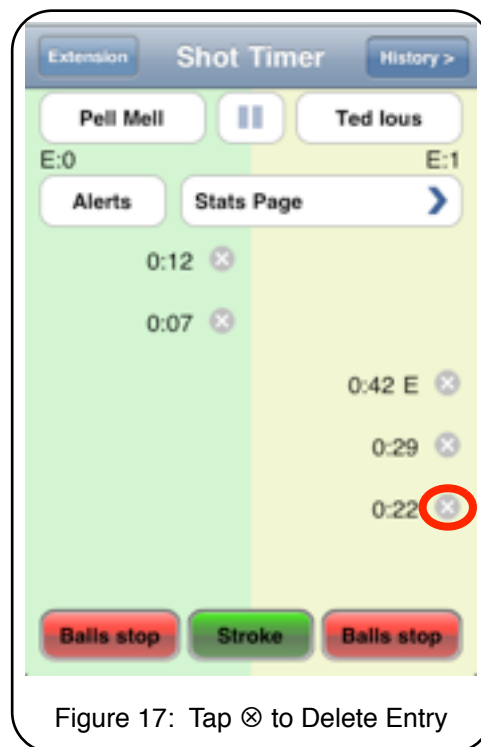 Extension Shot Timer History >
Pell Mell Ted Ious
E:0 E:1
Alerts Stats Page
0:12
0:07
0:42 E
0:29
0:22
Balls stop Stroke Balls stop
Figure 17: Tap ⊗ to Delete Entry